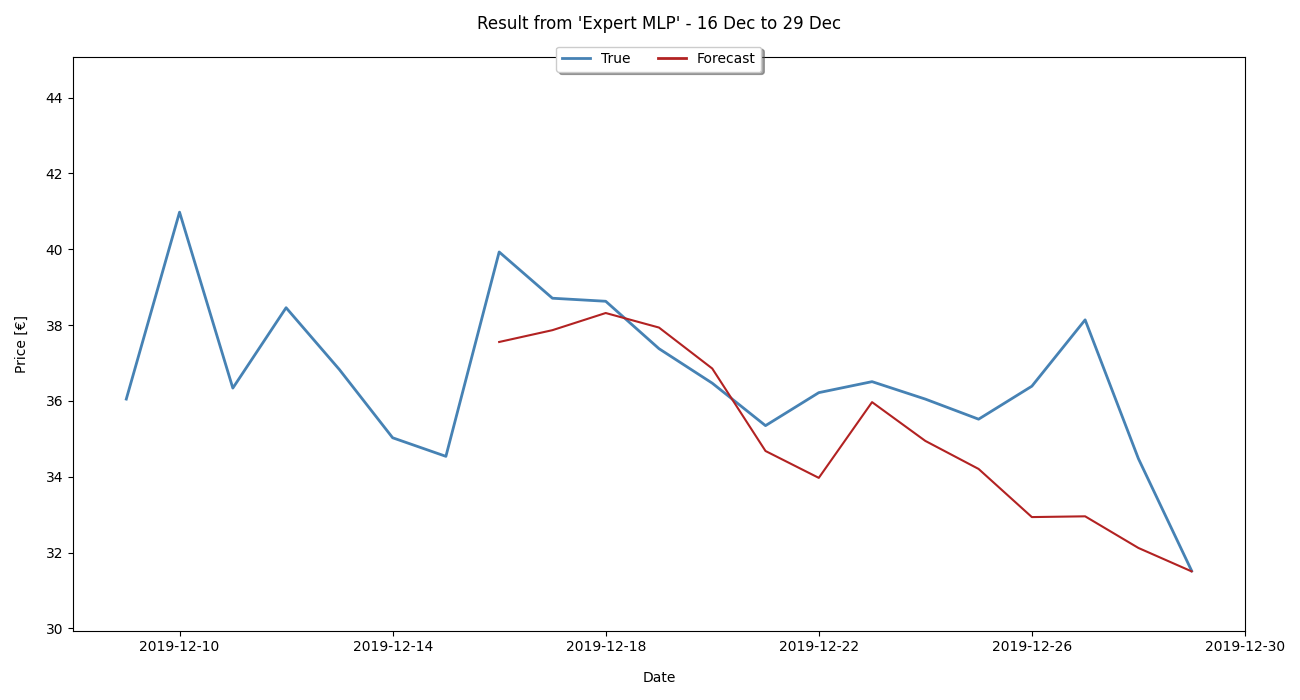 Result from 'Expert MLP' - 16 Dec to 29 Dec
True Forecast
44
42
40
38
36
34
32
30
Price [€]
2019-12-10 2019-12-14 2019-12-18 2019-12-22 2019-12-26 2019-12-30
Date